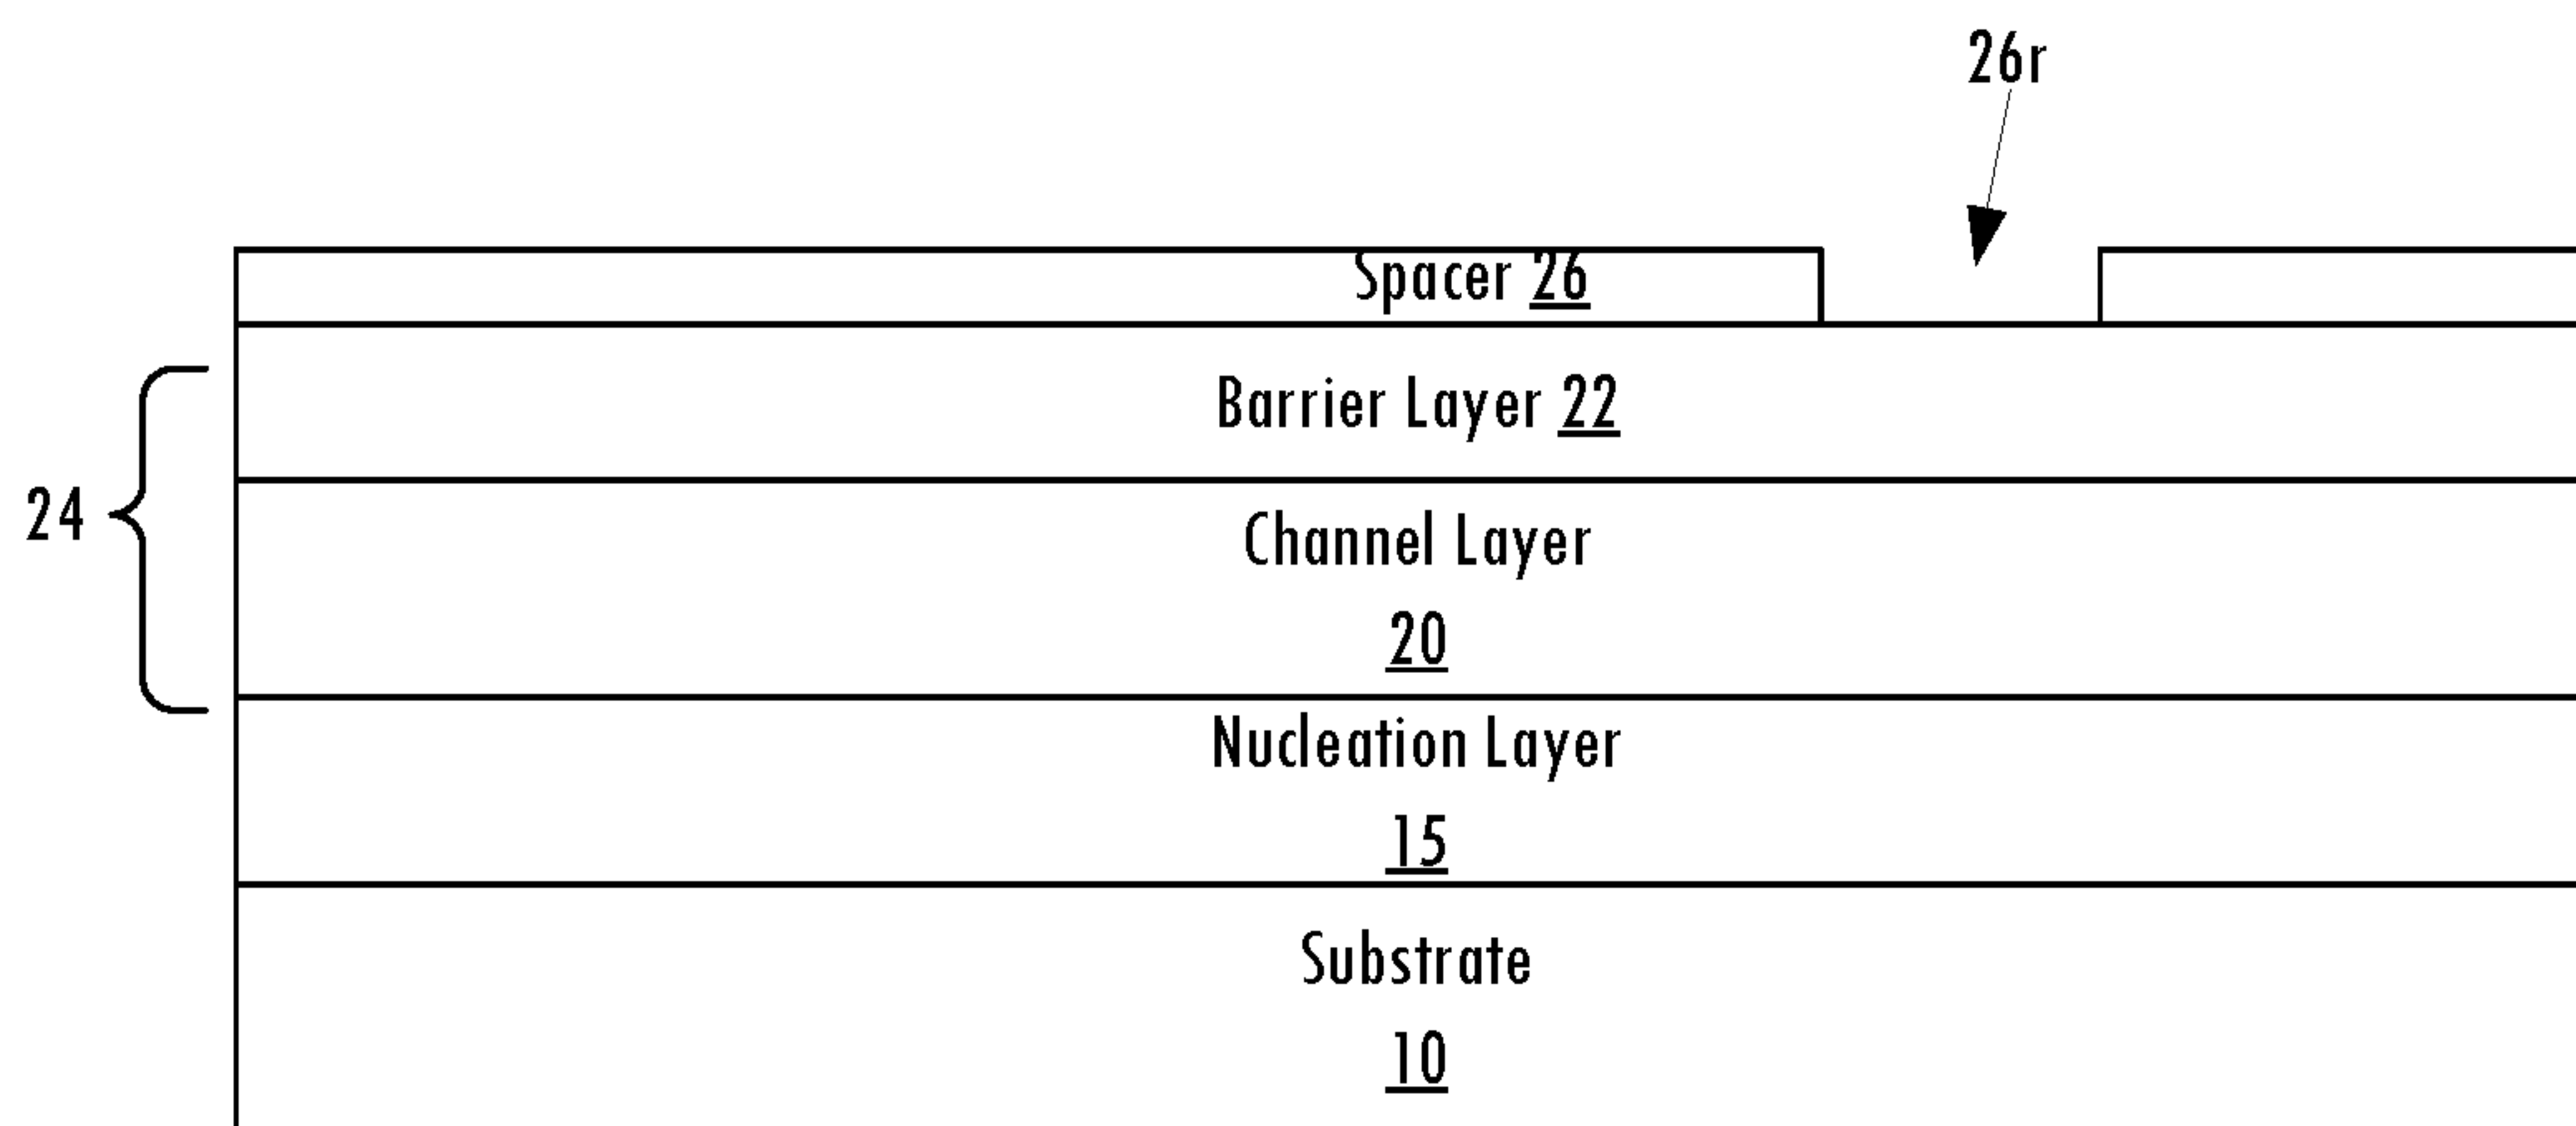 26r
Spacer 26
Barrier Layer 22
24
Channel Layer
20
Nucleation Layer
15
Substrate
10